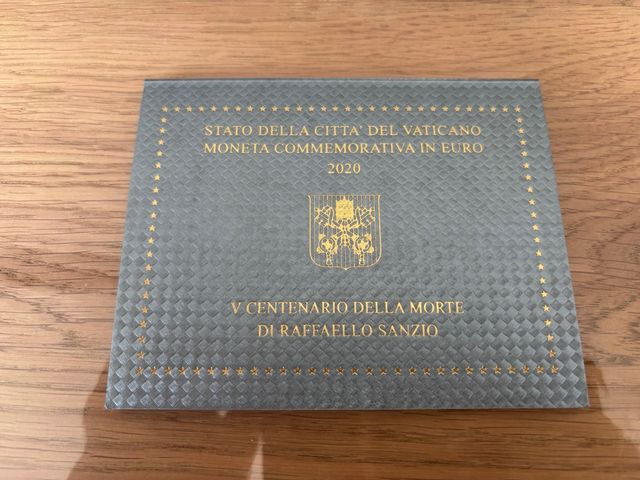 STATO DELLA CITTA' DEL VATICANO
MONETA COMMEMORATIVA IN EURO
2020
V CENTENARIO DELLA MORTE
DI RAFFAELLO SANZIO